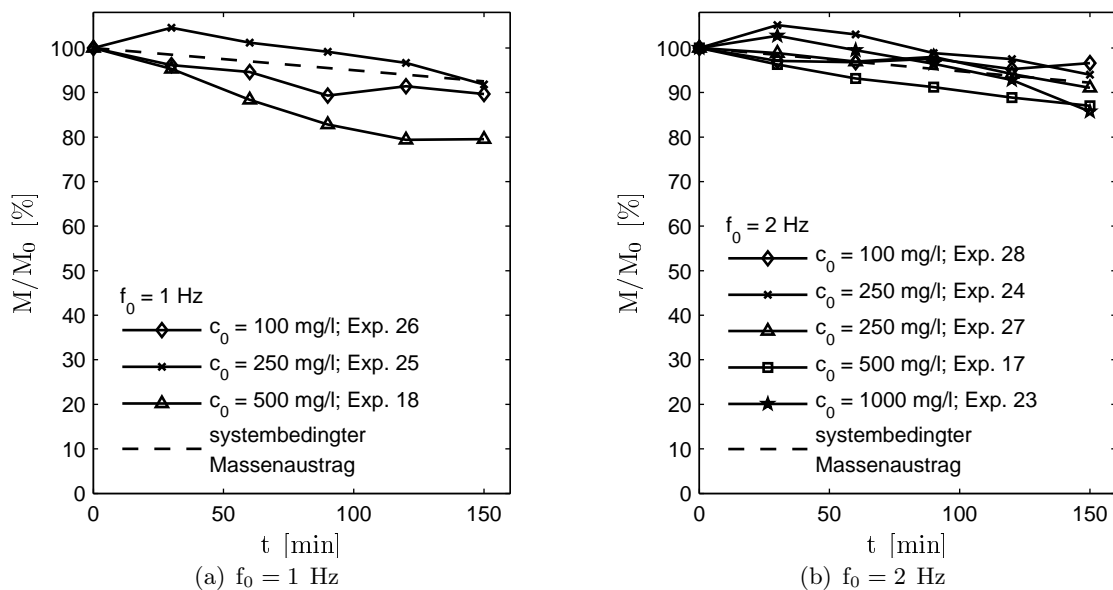 100
90
80
70
60
50
40
30
20
10
0
M/M₀ [%]
f₀ = 1 Hz
c₀ = 100 mg/l; Exp. 26
c₀ = 250 mg/l; Exp. 25
c₀ = 500 mg/l; Exp. 18
systembedingter
Massenaustrag
0 50 100 150
t [min]
(a) f₀ = 1 Hz
100
90
80
70
60
50
40
30
20
10
0
M/M₀ [%]
f₀ = 2 Hz
c₀ = 100 mg/l; Exp. 28
c₀ = 250 mg/l; Exp. 24
c₀ = 250 mg/l; Exp. 27
c₀ = 500 mg/l; Exp. 17
c₀ = 1000 mg/l; Exp. 23
systembedingter
Massenaustrag
0 50 100 150
t [min]
(b) f₀ = 2 Hz